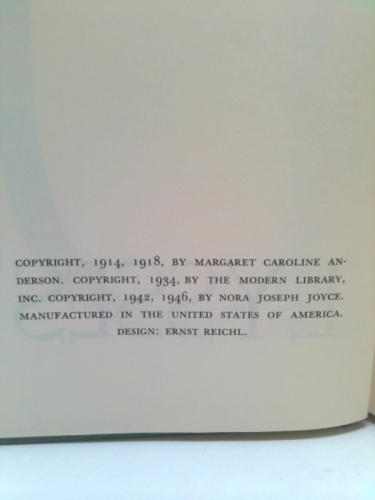 COPYRIGHT, 1914, 1918, BY MARGARET CAROLINE AN-
DERSON. COPYRIGHT, 1934, BY THE MODERN LIBRARY,
INC. COPYRIGHT, 1942, 1946, BY NORA JOSEPH JOYCE.
MANUFACTURED IN THE UNITED STATES OF AMERICA.
DESIGN: ERNST REICHL.